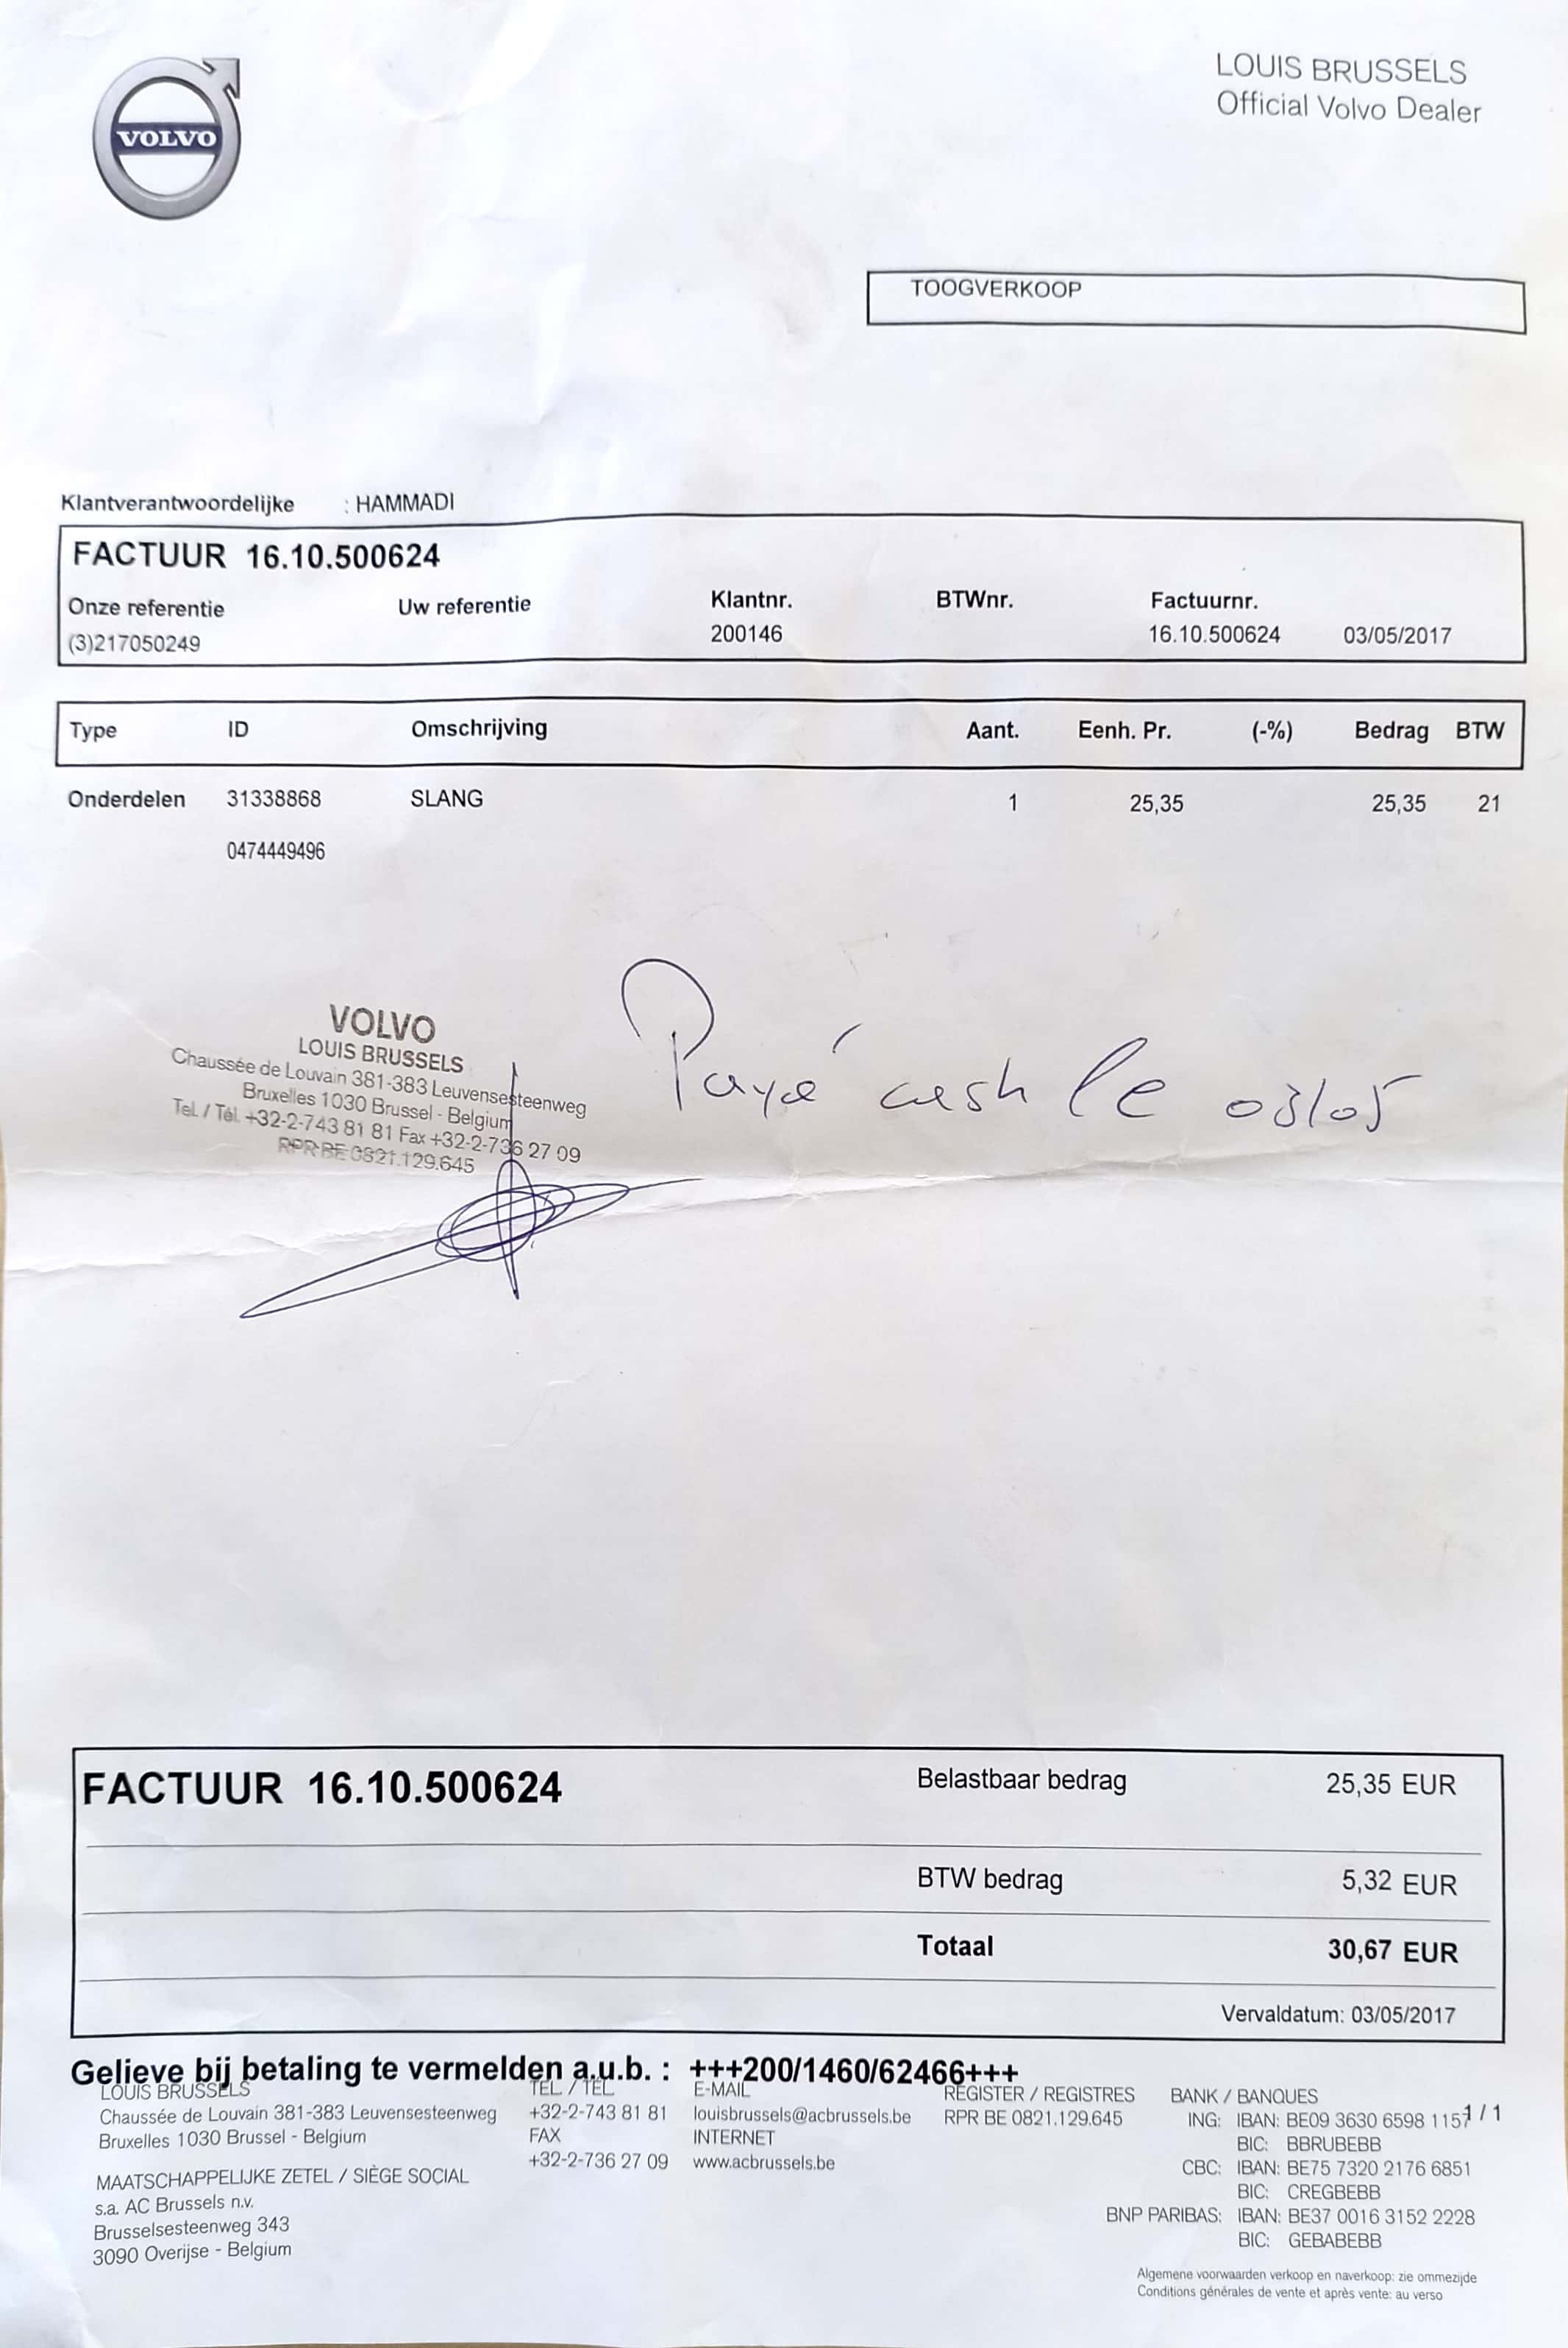 VOLVO
LOUIS BRUSSELS
Official Volvo Dealer
TOOGVERKOOP
Klantverantwoordelijke : HAMMADI
FACTUUR 16.10.500624
Onze referentie Uw referentie Klantnr. BTWnr. Factuurnr.
(3)217050249 200146 16.10.500624 03/05/2017
Type ID Omschrijving Aant. Eenh. Pr. (-%) Bedrag BTW
Onderdelen 31338868 SLANG 1 25,35 25,35 21
0474449496
VOLVO
LOUIS BRUSSELS
Chaussée de Louvain 381-383 Leuvensesteenweg
Bruxelles 1030 Brussel - Belgium
Tel. / Tél. +32-2-743 81 81 Fax +32-2-736 27 09
RPR BE 0821.129.645
Payé cash le 03/05
FACTUUR 16.10.500624
Belastbaar bedrag 25,35 EUR
BTW bedrag 5,32 EUR
Totaal 30,67 EUR
Vervaldatum: 03/05/2017
Gelieve bij betaling te vermelden a.u.b. : +++200/1460/62466+++
LOUIS BRUSSELS
Chaussée de Louvain 381-383 Leuvensesteenweg
Bruxelles 1030 Brussel - Belgium
MAATSCHAPPELIJKE ZETEL / SIÈGE SOCIAL
s.a. AC Brussels n.v.
Brusselsesteenweg 343
3090 Overijse - Belgium
TEL. / TÉL.
+32-2-743 81 81
FAX
+32-2-736 27 09
E-MAIL
louisbrussels@acbrussels.be
INTERNET
www.acbrussels.be
REGISTER / REGISTRES
RPR BE 0821.129.645
BANK / BANQUES
ING: IBAN: BE09 3630 6598 1157
BIC: BBRUBEBB
CBC: IBAN: BE75 7320 2176 6851
BIC: CREGBEBB
BNP PARIBAS: IBAN: BE37 0016 3152 2228
BIC: GEBABEBB
1 / 1
Algemene voorwaarden verkoop en naverkoop: zie ommezijde
Conditions générales de vente et après vente: au verso